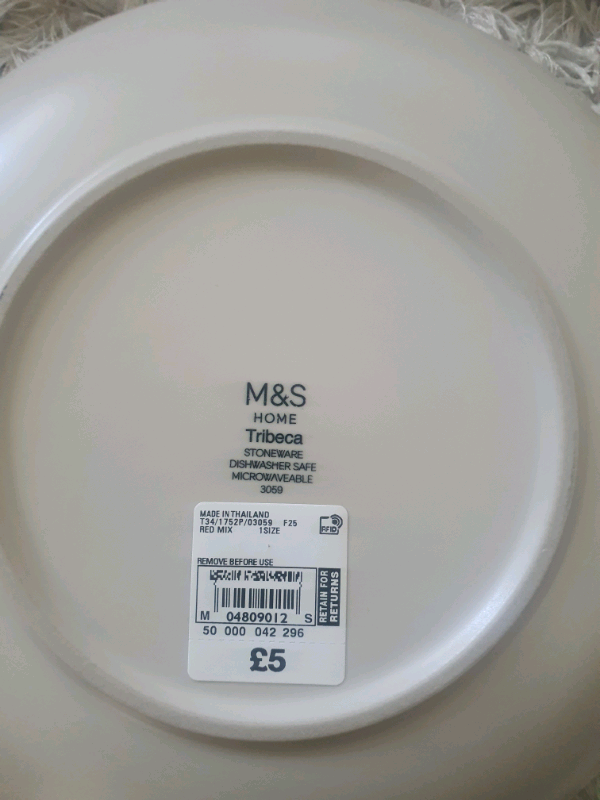 M&S
HOME
Tribeca
STONEWARE
DISHWASHER SAFE
MICROWAVEABLE
3059
MADE IN THAILAND
T34/1752P/03059 F25
RED MIX 1SIZE
RFID
REMOVE BEFORE USE
M 04809012 S
50 000 042 296
RETAIN FOR
RETURNS
£5